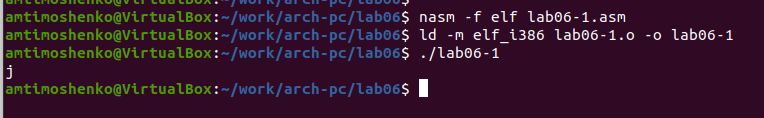 amtimoshenko@VirtualBox:~/work/arch-pc/lab06$ nasm -f elf lab06-1.asm
amtimoshenko@VirtualBox:~/work/arch-pc/lab06$ ld -m elf_i386 lab06-1.o -o lab06-1
amtimoshenko@VirtualBox:~/work/arch-pc/lab06$ ./lab06-1
j
amtimoshenko@VirtualBox:~/work/arch-pc/lab06$